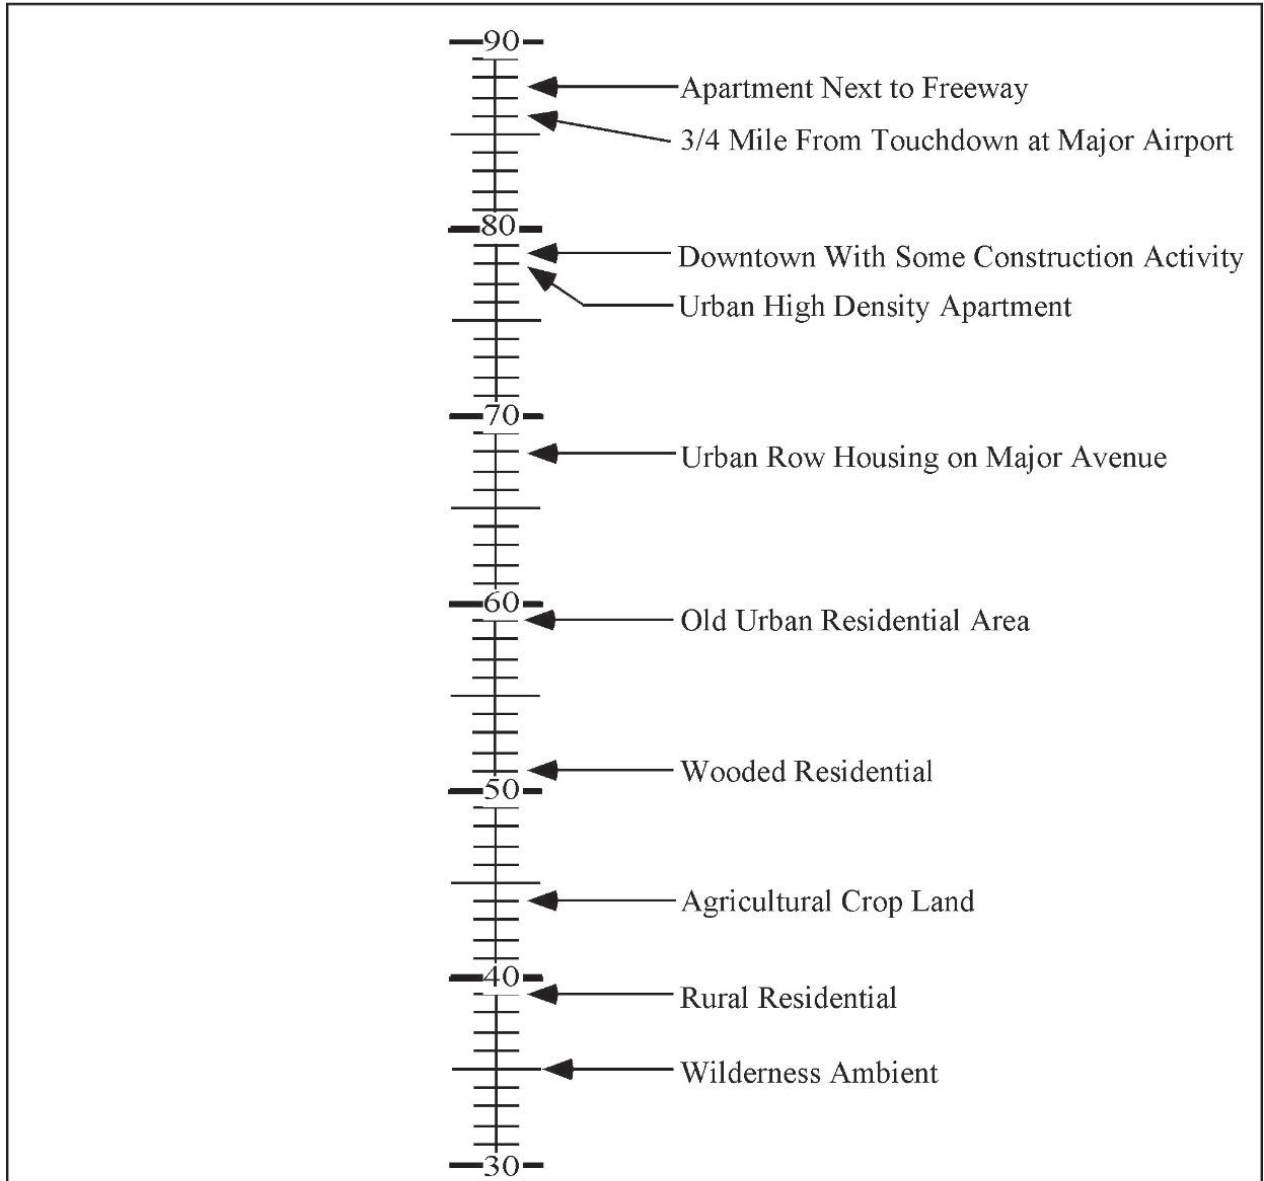 90
Apartment Next to Freeway
3/4 Mile From Touchdown at Major Airport
80
Downtown With Some Construction Activity
Urban High Density Apartment
70
Urban Row Housing on Major Avenue
60
Old Urban Residential Area
Wooded Residential
50
Agricultural Crop Land
40
Rural Residential
Wilderness Ambient
30